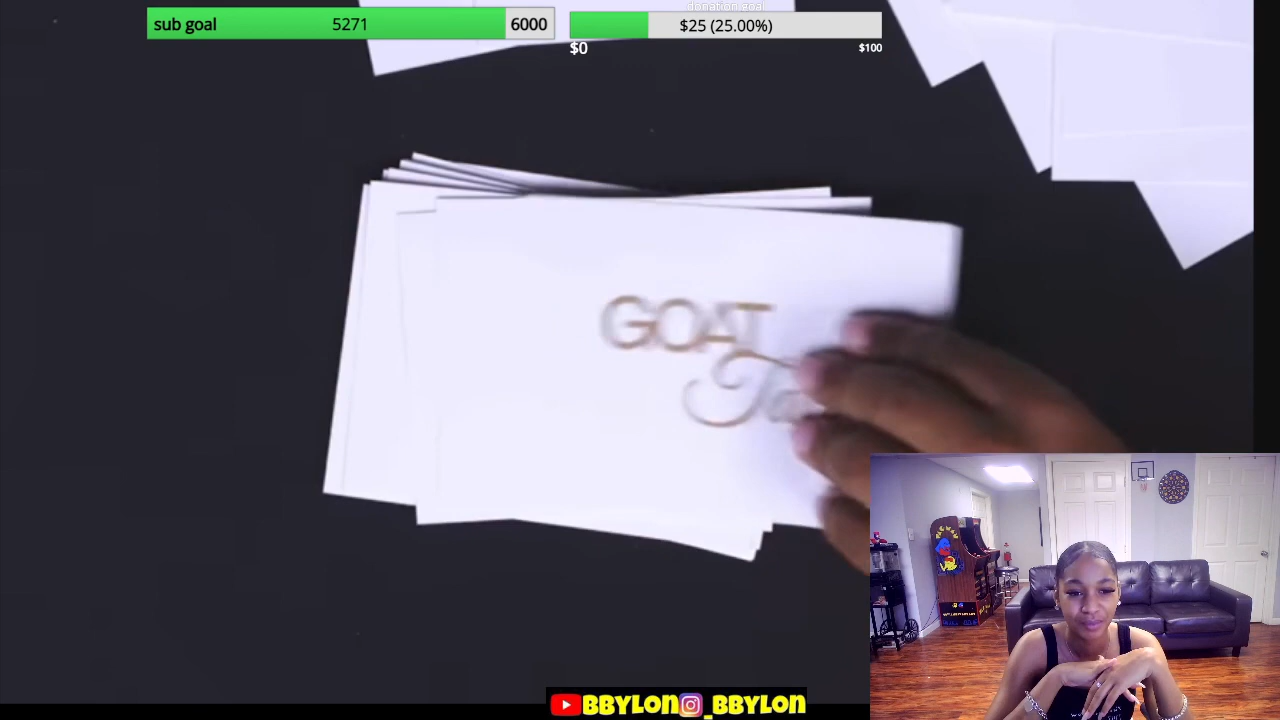 donation goal
sub goal 5271 6000
$25 (25.00%)
$0 $100
GOAT
BBYLON _BBYLON